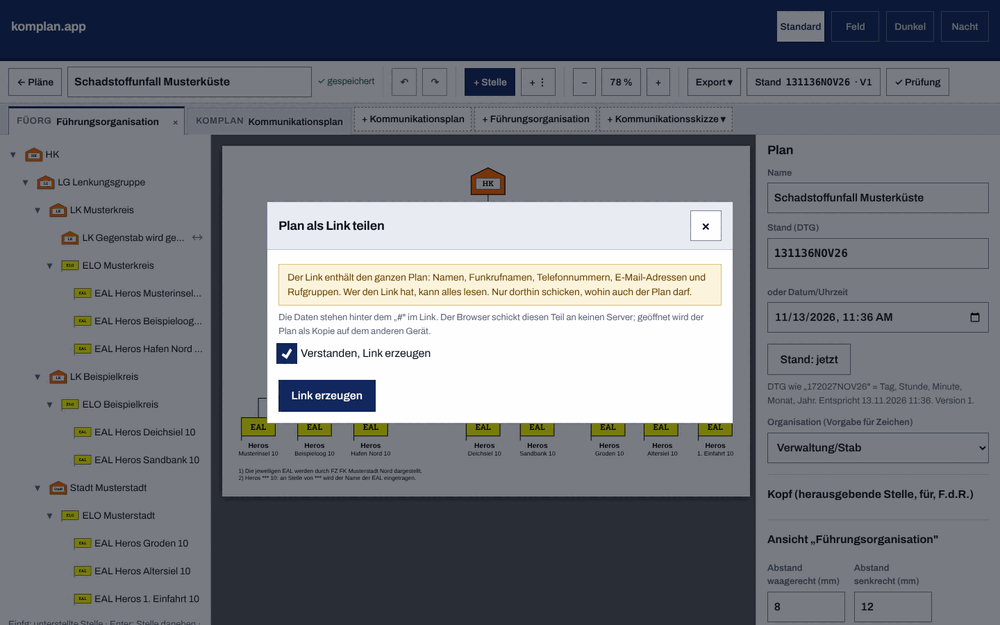 komplan.app
Standard Feld Dunkel Nacht
← Pläne Schadstoffunfall Musterküste ✓ gespeichert ↶ ↷ + Stelle + ⋮ − 78 % + Export ▾ Stand 131136NOV26 · V1 ✓ Prüfung
FÜORG Führungsorganisation × KOMPLAN Kommunikationsplan + Kommunikationsplan + Führungsorganisation + Kommunikationsskizze ▾
▼ HK
▼ LG Lenkungsgruppe
▼ LK Musterkreis
LK Gegenstab wird ge... ↔
▼ ELO Musterkreis
EAL Heros Musterinsel...
EAL Heros Beispieloog...
EAL Heros Hafen Nord ...
▼ LK Beispielkreis
▼ ELO Beispielkreis
EAL Heros Deichsiel 10
EAL Heros Sandbank 10
▼ Stadt Musterstadt
▼ ELO Musterstadt
EAL Heros Groden 10
EAL Heros Altersiel 10
EAL Heros 1. Einfahrt 10
HK
Plan als Link teilen ×
Der Link enthält den ganzen Plan: Namen, Funkrufnamen, Telefonnummern, E-Mail-Adressen und
Rufgruppen. Wer den Link hat, kann alles lesen. Nur dorthin schicken, wohin auch der Plan darf.
Die Daten stehen hinter dem „#" im Link. Der Browser schickt diesen Teil an keinen Server; geöffnet wird der
Plan als Kopie auf dem anderen Gerät.
Verstanden, Link erzeugen
Link erzeugen
EAL EAL EAL EAL EAL EAL EAL EAL
Heros Heros Heros Heros Heros Heros Heros Heros
Musterinsel 10 Beispieloog 10 Hafen Nord 10 Deichsiel 10 Sandbank 10 Groden 10 Altersiel 10 1. Einfahrt 10
1) Die jeweiligen EAL werden durch FZ FK Musterstadt Nord dargestellt.
2) Heros *** 10: an Stelle von *** wird der Name der EAL eingetragen.
Plan
Name
Schadstoffunfall Musterküste
Stand (DTG)
131136NOV26
oder Datum/Uhrzeit
11/13/2026, 11:36 AM
Stand: jetzt
DTG wie „172027NOV26" = Tag, Stunde, Minute,
Monat, Jahr. Entspricht 13.11.2026 11:36. Version 1.
Organisation (Vorgabe für Zeichen)
Verwaltung/Stab
Kopf (herausgebende Stelle, für, F.d.R.)
Ansicht „Führungsorganisation"
Abstand Abstand
waagerecht (mm) senkrecht (mm)
8 12